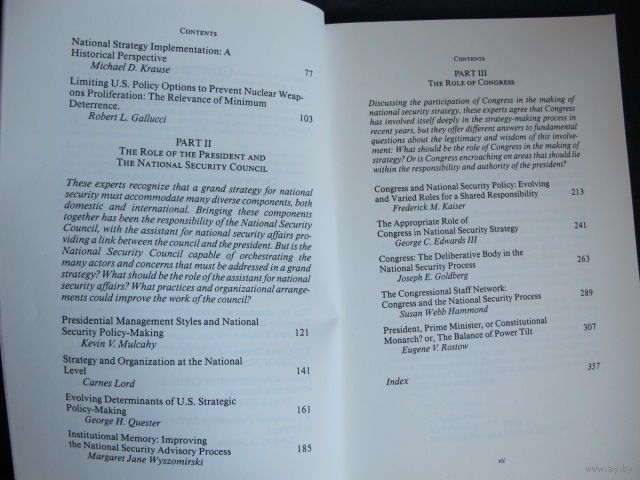 CONTENTS
National Strategy Implementation: A
Historical Perspective
Michael D. Krause 77
Limiting U.S. Policy Options to Prevent Nuclear Weap-
ons Proliferation: The Relevance of Minimum
Deterrence. 103
Robert L. Gallucci
PART II
THE ROLE OF THE PRESIDENT AND
THE NATIONAL SECURITY COUNCIL
These experts recognize that a grand strategy for national
security must accommodate many diverse components, both
domestic and international. Bringing these components
together has been the responsibility of the National Security
Council, with the assistant for national security affairs pro-
viding a link between the council and the president. But is the
National Security Council capable of orchestrating the
many actors and concerns that must be addressed in a grand
strategy? What should be the role of the assistant for national
security affairs? What practices and organizational arrange-
ments could improve the work of the council?
Presidential Management Styles and National
Security Policy-Making 121
Kevin V. Mulcahy
Strategy and Organization at the National
Level 141
Carnes Lord
Evolving Determinants of U.S. Strategic
Policy-Making 161
George H. Quester
Institutional Memory: Improving
the National Security Advisory Process 185
Margaret Jane Wyszomirski
CONTENTS
PART III
THE ROLE OF CONGRESS
Discussing the participation of Congress in the making of
national security strategy, these experts agree that Congress
has involved itself deeply in the strategy-making process in
recent years, but they offer different answers to fundamental
questions about the legitimacy and wisdom of this involve-
ment: What should be the role of Congress in the making of
strategy? Or is Congress encroaching on areas that should lie
within the responsibility and authority of the president?
Congress and National Security Policy: Evolving
and Varied Roles for a Shared Responsibility 213
Frederick M. Kaiser
The Appropriate Role of
Congress in National Security Strategy 241
George C. Edwards III
Congress: The Deliberative Body in the
National Security Process 263
Joseph E. Goldberg
The Congressional Staff Network:
Congress and the National Security Process 289
Susan Webb Hammond
President, Prime Minister, or Constitutional
Monarch? or, The Balance of Power Tilt 307
Eugene V. Rostow
357
Index
vii
www.ay.by